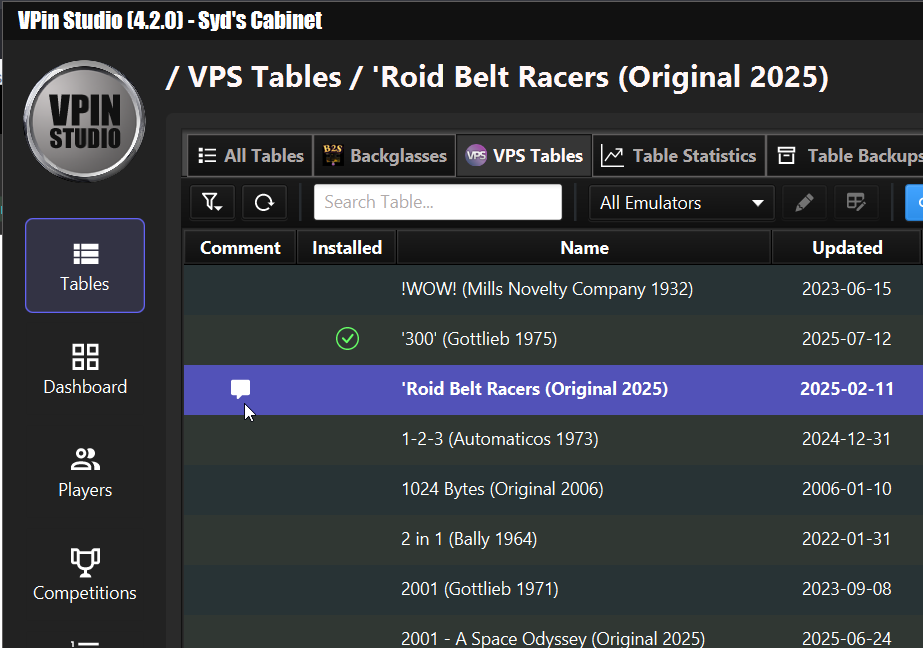 VPin Studio (4.2.0) - Syd's Cabinet
VPIN
STUDIO
/ VPS Tables / 'Roid Belt Racers (Original 2025)
All Tables B2S Backglasses VPS VPS Tables Table Statistics Table Backups
Search Table... All Emulators
Comment Installed Name Updated
Tables
!WOW! (Mills Novelty Company 1932) 2023-06-15
'300' (Gottlieb 1975) 2025-07-12
Dashboard
'Roid Belt Racers (Original 2025) 2025-02-11
1-2-3 (Automaticos 1973) 2024-12-31
Players
1024 Bytes (Original 2006) 2006-01-10
2 in 1 (Bally 1964) 2022-01-31
Competitions
2001 (Gottlieb 1971) 2023-09-08
2001 - A Space Odyssey (Original 2025) 2025-06-24